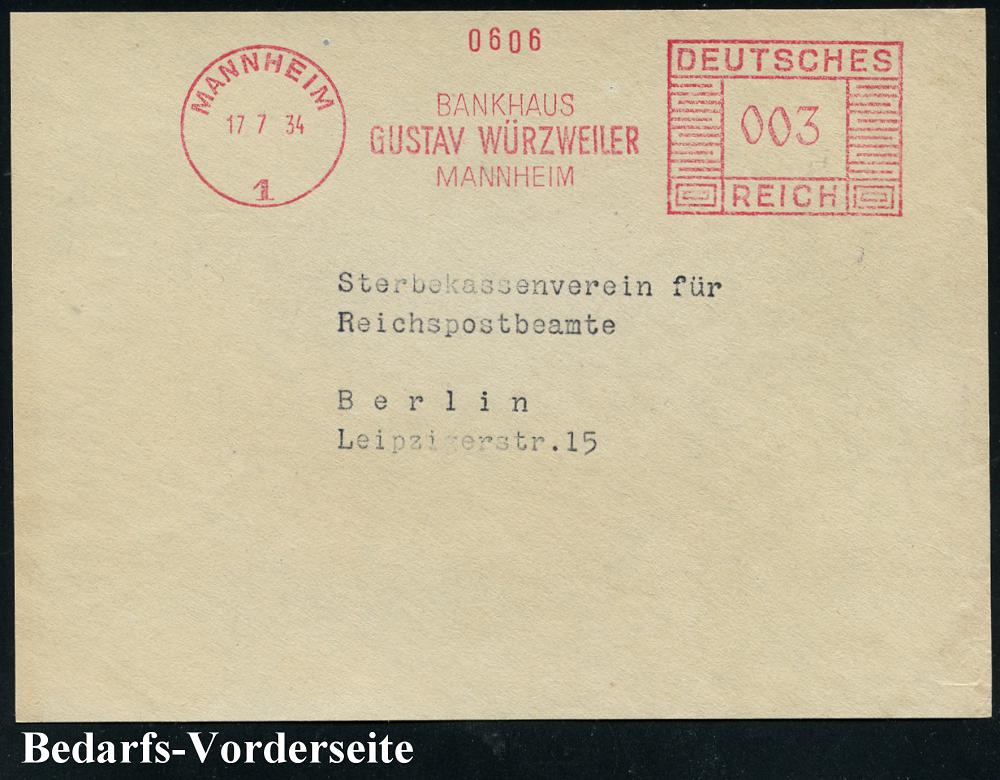 0606
MANNHEIM
17 7 34
1
BANKHAUS
GUSTAV WÜRZWEILER
MANNHEIM
DEUTSCHES
003
REICH
Sterbekassenverein für
Reichspostbeamte
Berlin
Leipzigerstr.15
Bedarfs-Vorderseite